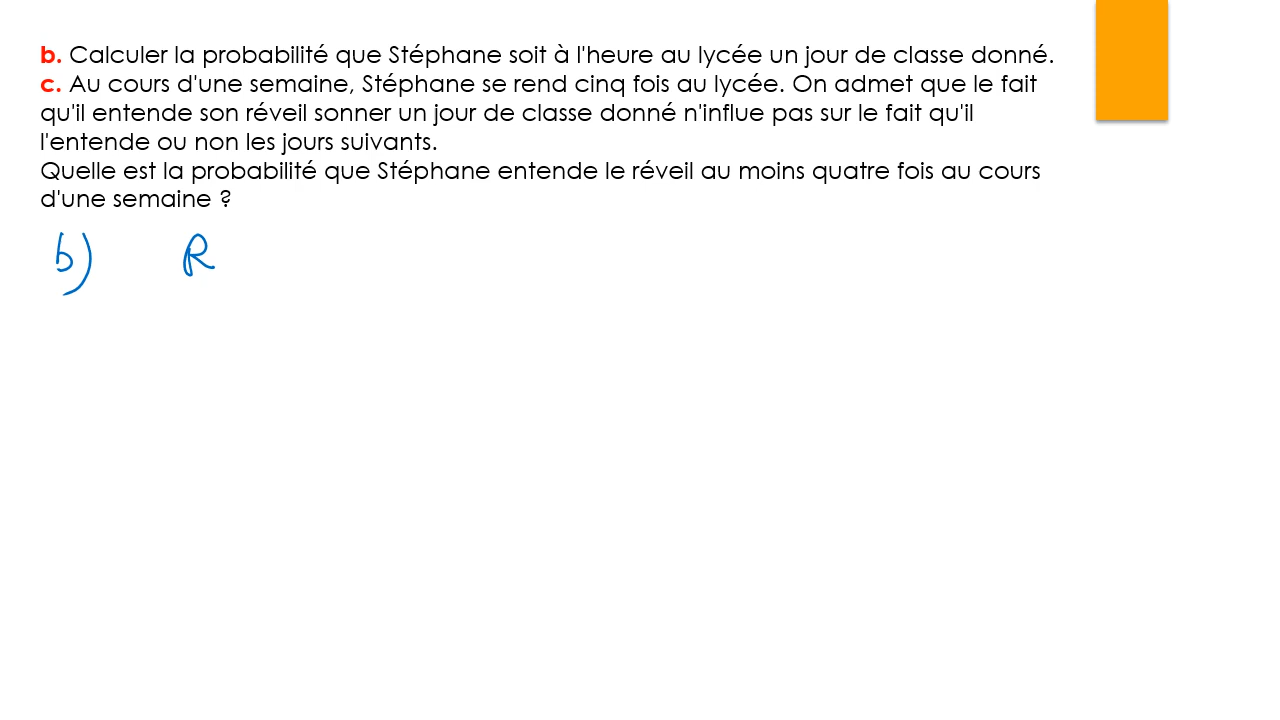 b. Calculer la probabilité que Stéphane soit à l'heure au lycée un jour de classe donné.
c. Au cours d'une semaine, Stéphane se rend cinq fois au lycée. On admet que le fait
qu'il entende son réveil sonner un jour de classe donné n'influe pas sur le fait qu'il
l'entende ou non les jours suivants.
Quelle est la probabilité que Stéphane entende le réveil au moins quatre fois au cours
d'une semaine ?
b) R